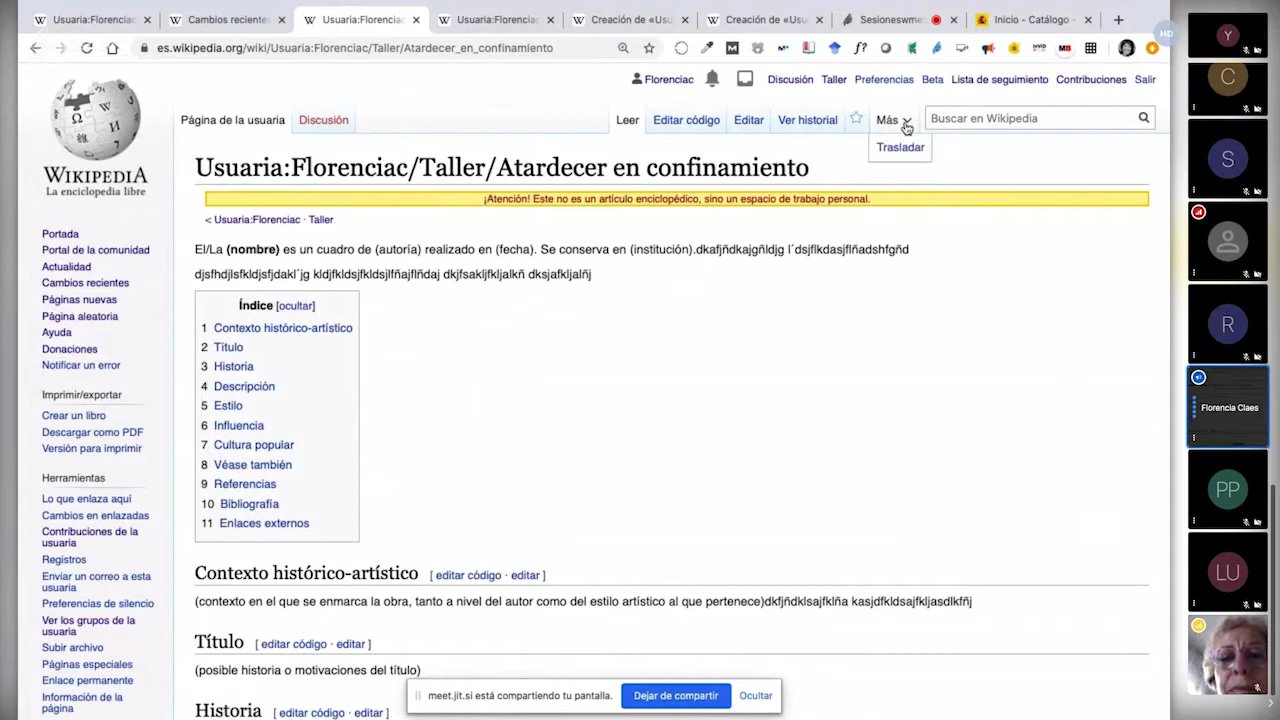 Usuaria:Florenciac
Cambios recientes
Usuaria:Florenciac
Usuaria:Florenciac
Creación de «Usu
Creación de «Usu
Sesioneswme
Inicio - Catálogo
es.wikipedia.org/wiki/Usuaria:Florenciac/Taller/Atardecer_en_confinamiento
HD
Florenciac
Discusión
Taller
Preferencias
Beta
Lista de seguimiento
Contribuciones
Salir
Página de la usuaria
Discusión
Leer
Editar código
Editar
Ver historial
Más
Buscar en Wikipedia
Trasladar
WIKIPEDIA
La enciclopedia libre
Portada
Portal de la comunidad
Actualidad
Cambios recientes
Páginas nuevas
Página aleatoria
Ayuda
Donaciones
Notificar un error
Imprimir/exportar
Crear un libro
Descargar como PDF
Versión para imprimir
Herramientas
Lo que enlaza aquí
Cambios en enlazadas
Contribuciones de la
usuaria
Registros
Enviar un correo a esta
usuaria
Preferencias de silencio
Ver los grupos de la
usuaria
Subir archivo
Páginas especiales
Enlace permanente
Información de la
página
Usuaria:Florenciac/Taller/Atardecer en confinamiento
¡Atención! Este no es un artículo enciclopédico, sino un espacio de trabajo personal.
< Usuaria:Florenciac · Taller
El/La (nombre) es un cuadro de (autoría) realizado en (fecha). Se conserva en (institución).dkafjñdkajgñldjg l´dsjflkdasjflñadshfgñd
djsfhdjlsfkldjsfjdakl´jg kldjfkldsjfkldsjlfñajflñdaj dkjfsakljfkljalkñ dksjafkljalñj
Índice [ocultar]
1 Contexto histórico-artístico
2 Título
3 Historia
4 Descripción
5 Estilo
6 Influencia
7 Cultura popular
8 Véase también
9 Referencias
10 Bibliografía
11 Enlaces externos
Contexto histórico-artístico [ editar código · editar ]
(contexto en el que se enmarca la obra, tanto a nivel del autor como del estilo artístico al que pertenece)dkfjñdklsajfklña kasjdfkldsajfkljasdlkfñj
Título [ editar código · editar ]
(posible historia o motivaciones del título)
Historia [ editar código · editar ]
meet.jit.si está compartiendo tu pantalla.
Dejar de compartir
Ocultar
Y
C
S
R
Florencia Claes
PP
LU